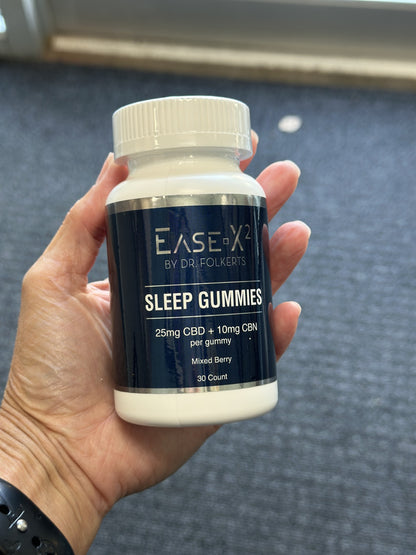 EASE-X²
BY DR. FOLKERTS
SLEEP GUMMIES
25mg CBD + 10mg CBN
per gummy
Mixed Berry
30 Count